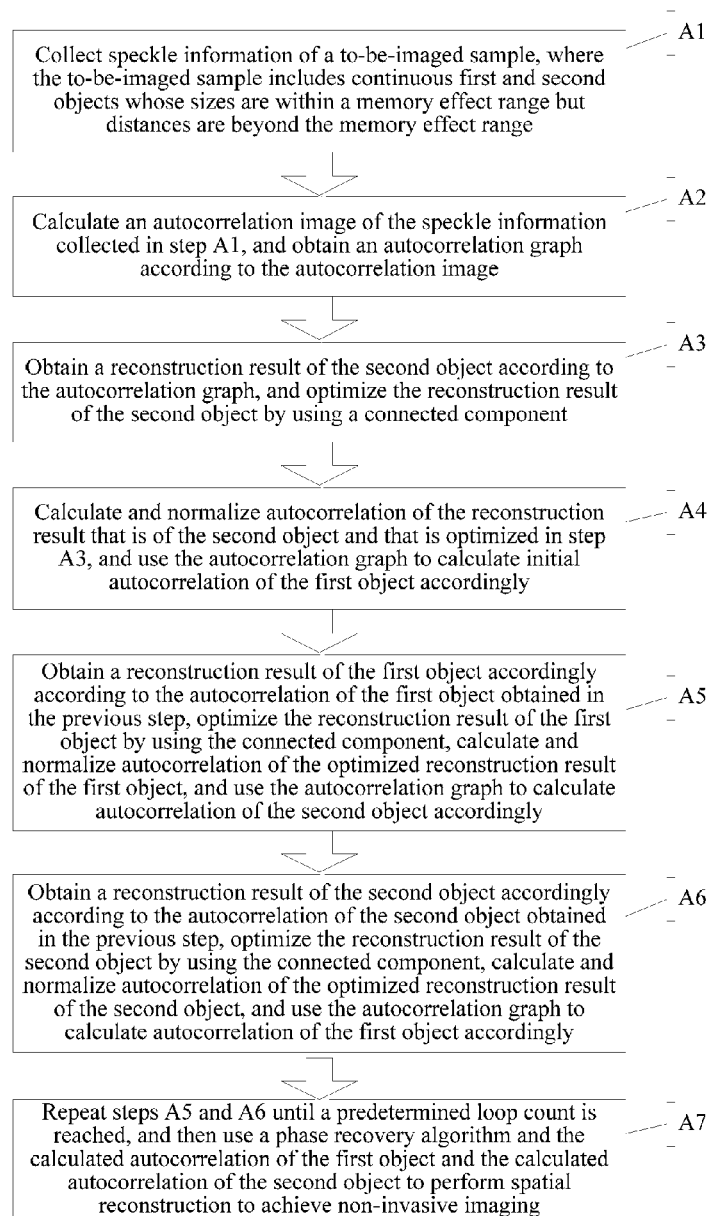 A1
Collect speckle information of a to-be-imaged sample, where
the to-be-imaged sample includes continuous first and second
objects whose sizes are within a memory effect range but
distances are beyond the memory effect range
A2
Calculate an autocorrelation image of the speckle information
collected in step A1, and obtain an autocorrelation graph
according to the autocorrelation image
A3
Obtain a reconstruction result of the second object according to
the autocorrelation graph, and optimize the reconstruction result
of the second object by using a connected component
A4
Calculate and normalize autocorrelation of the reconstruction
result that is of the second object and that is optimized in step
A3, and use the autocorrelation graph to calculate initial
autocorrelation of the first object accordingly
A5
Obtain a reconstruction result of the first object accordingly
according to the autocorrelation of the first object obtained in
the previous step, optimize the reconstruction result of the first
object by using the connected component, calculate and
normalize autocorrelation of the optimized reconstruction result
of the first object, and use the autocorrelation graph to calculate
autocorrelation of the second object accordingly
A6
Obtain a reconstruction result of the second object accordingly
according to the autocorrelation of the second object obtained
in the previous step, optimize the reconstruction result of the
second object by using the connected component, calculate and
normalize autocorrelation of the optimized reconstruction result
of the second object, and use the autocorrelation graph to
calculate autocorrelation of the first object accordingly
A7
Repeat steps A5 and A6 until a predetermined loop count is
reached, and then use a phase recovery algorithm and the
calculated autocorrelation of the first object and the calculated
autocorrelation of the second object to perform spatial
reconstruction to achieve non-invasive imaging